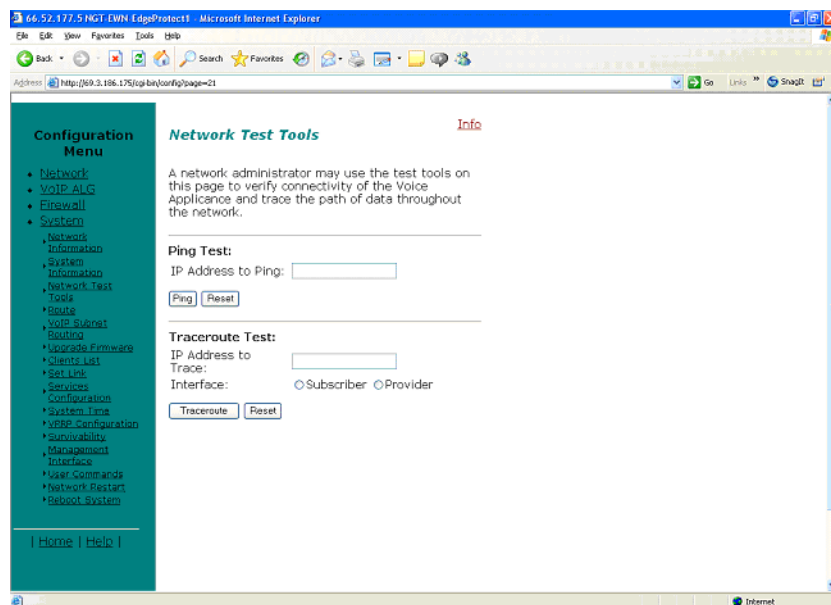 66.52.177.5 NGT-EWN-EdgeProtect1 - Microsoft Internet Explorer
File Edit View Favorites Tools Help
Back Search Favorites
Address http://69.3.186.175/cgi-bin/config?page=21 Go Links » SnagIt
Configuration
Menu
Network
VoIP ALG
Firewall
System
Network
Information
System
Information
Network Test
Tools
Route
VoIP Subnet
Routing
Upgrade Firmware
Clients List
Set Link
Services
Configuration
System Time
VRRP Configuration
Survivability
Management
Interface
User Commands
Network Restart
Reboot System
| Home | Help |
Info
Network Test Tools
A network administrator may use the test tools on
this page to verify connectivity of the Voice
Applicance and trace the path of data throughout
the network.
Ping Test:
IP Address to Ping:
Ping Reset
Traceroute Test:
IP Address to
Trace:
Interface: Subscriber Provider
Traceroute Reset
Internet